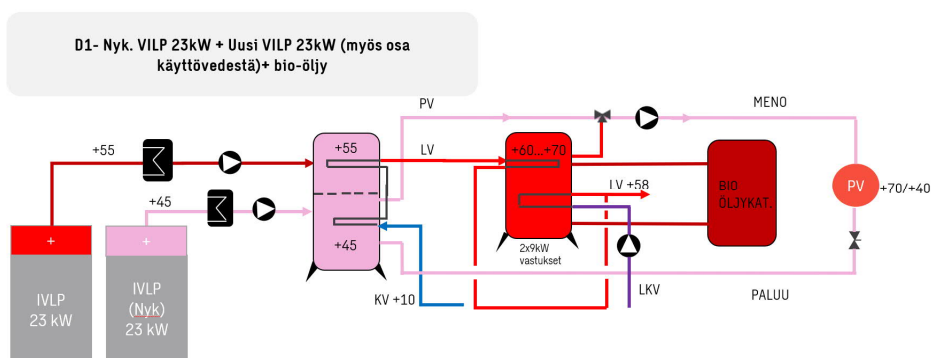 D1- Nyk. VILP 23kW + Uusi VILP 23kW (myös osa
käyttövedestä)+ bio-öljy
PV
MENO
+55
+55
LV
+60...+70
+45
LV +58
BIO
ÖLJYKAT.
PV
+70/+40
+
+
+45
2x9kW
vastukset
IVLP
23 kW
IVLP
(Nyk)
23 kW
KV +10
LKV
PALUU